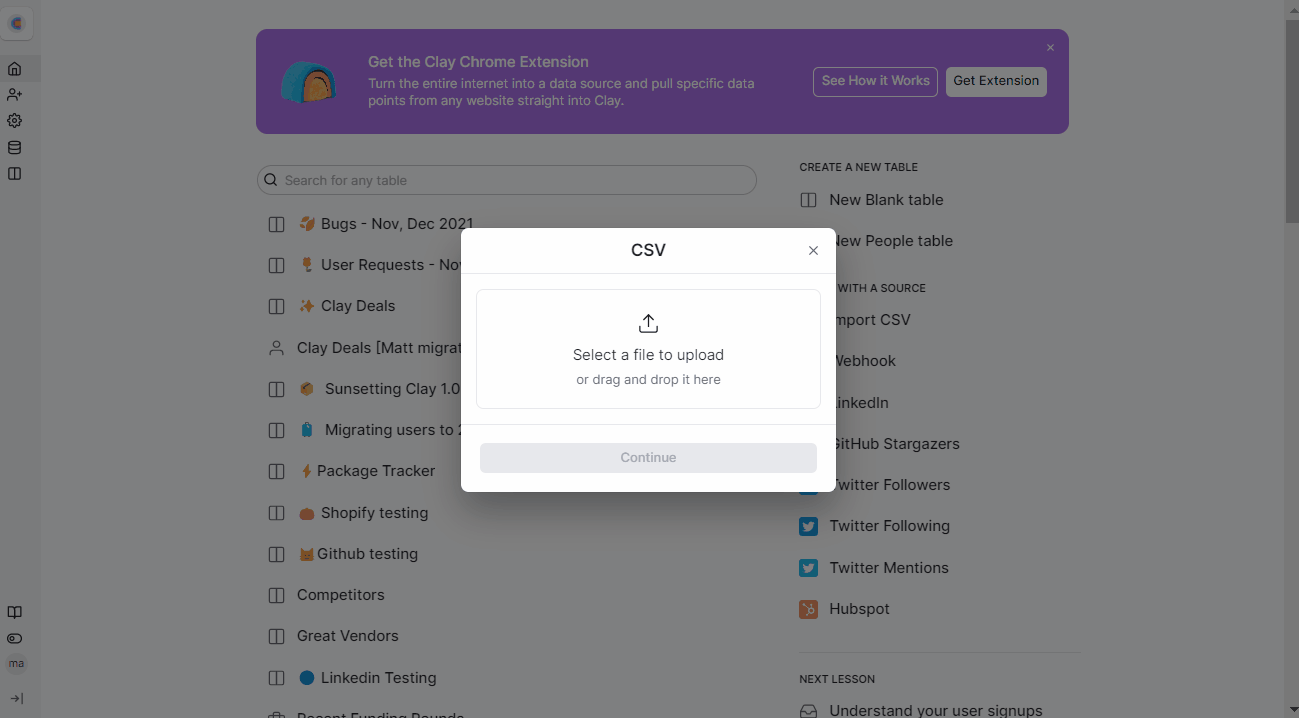 Get the Clay Chrome Extension
Turn the entire internet into a data source and pull specific data
points from any website straight into Clay.
See How it Works
Get Extension
Search for any table
Bugs - Nov, Dec 2021
User Requests - Nov
Clay Deals
Clay Deals [Matt migrat
Sunsetting Clay 1.0
Migrating users to 2
Package Tracker
Shopify testing
Github testing
Competitors
Great Vendors
Linkedin Testing
Recent Funding Rounds
CREATE A NEW TABLE
New Blank table
New People table
WITH A SOURCE
mport CSV
Webhook
LinkedIn
GitHub Stargazers
Twitter Followers
Twitter Following
Twitter Mentions
Hubspot
NEXT LESSON
Understand your user signups
CSV
Select a file to upload
or drag and drop it here
Continue
ma